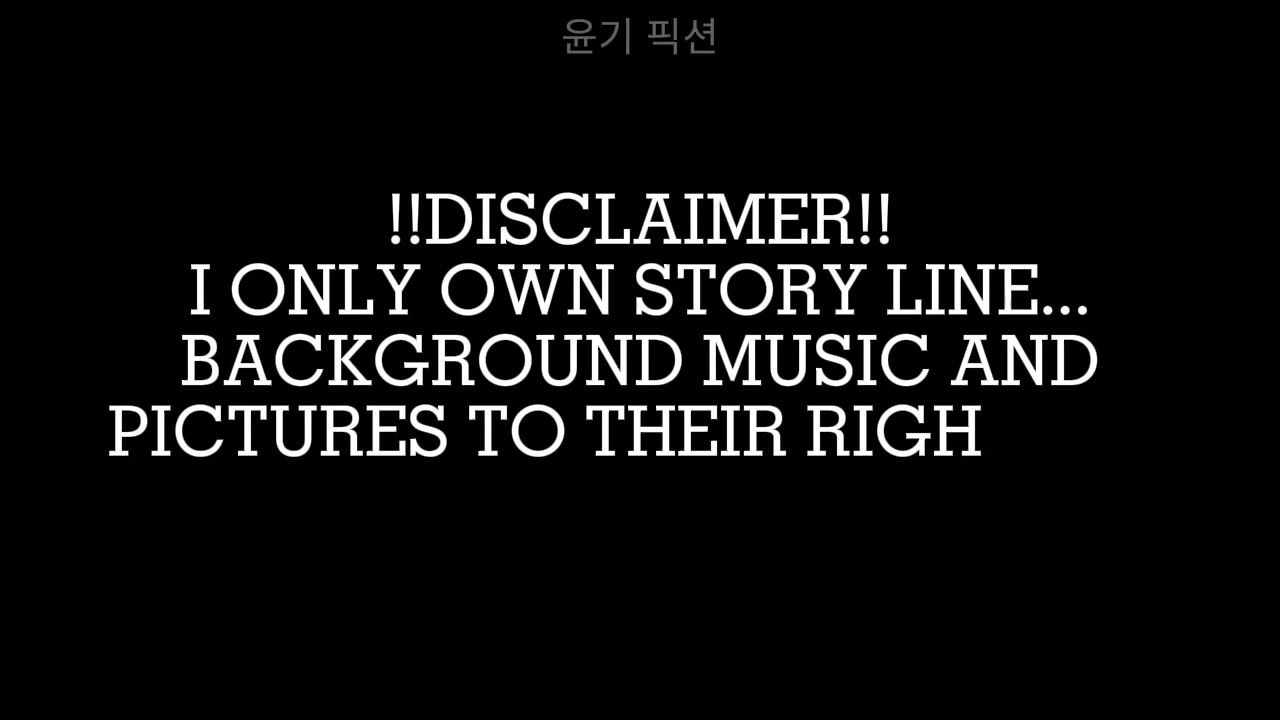 윤기 픽션
!!DISCLAIMER!!
I ONLY OWN STORY LINE...
BACKGROUND MUSIC AND
PICTURES TO THEIR RIGH